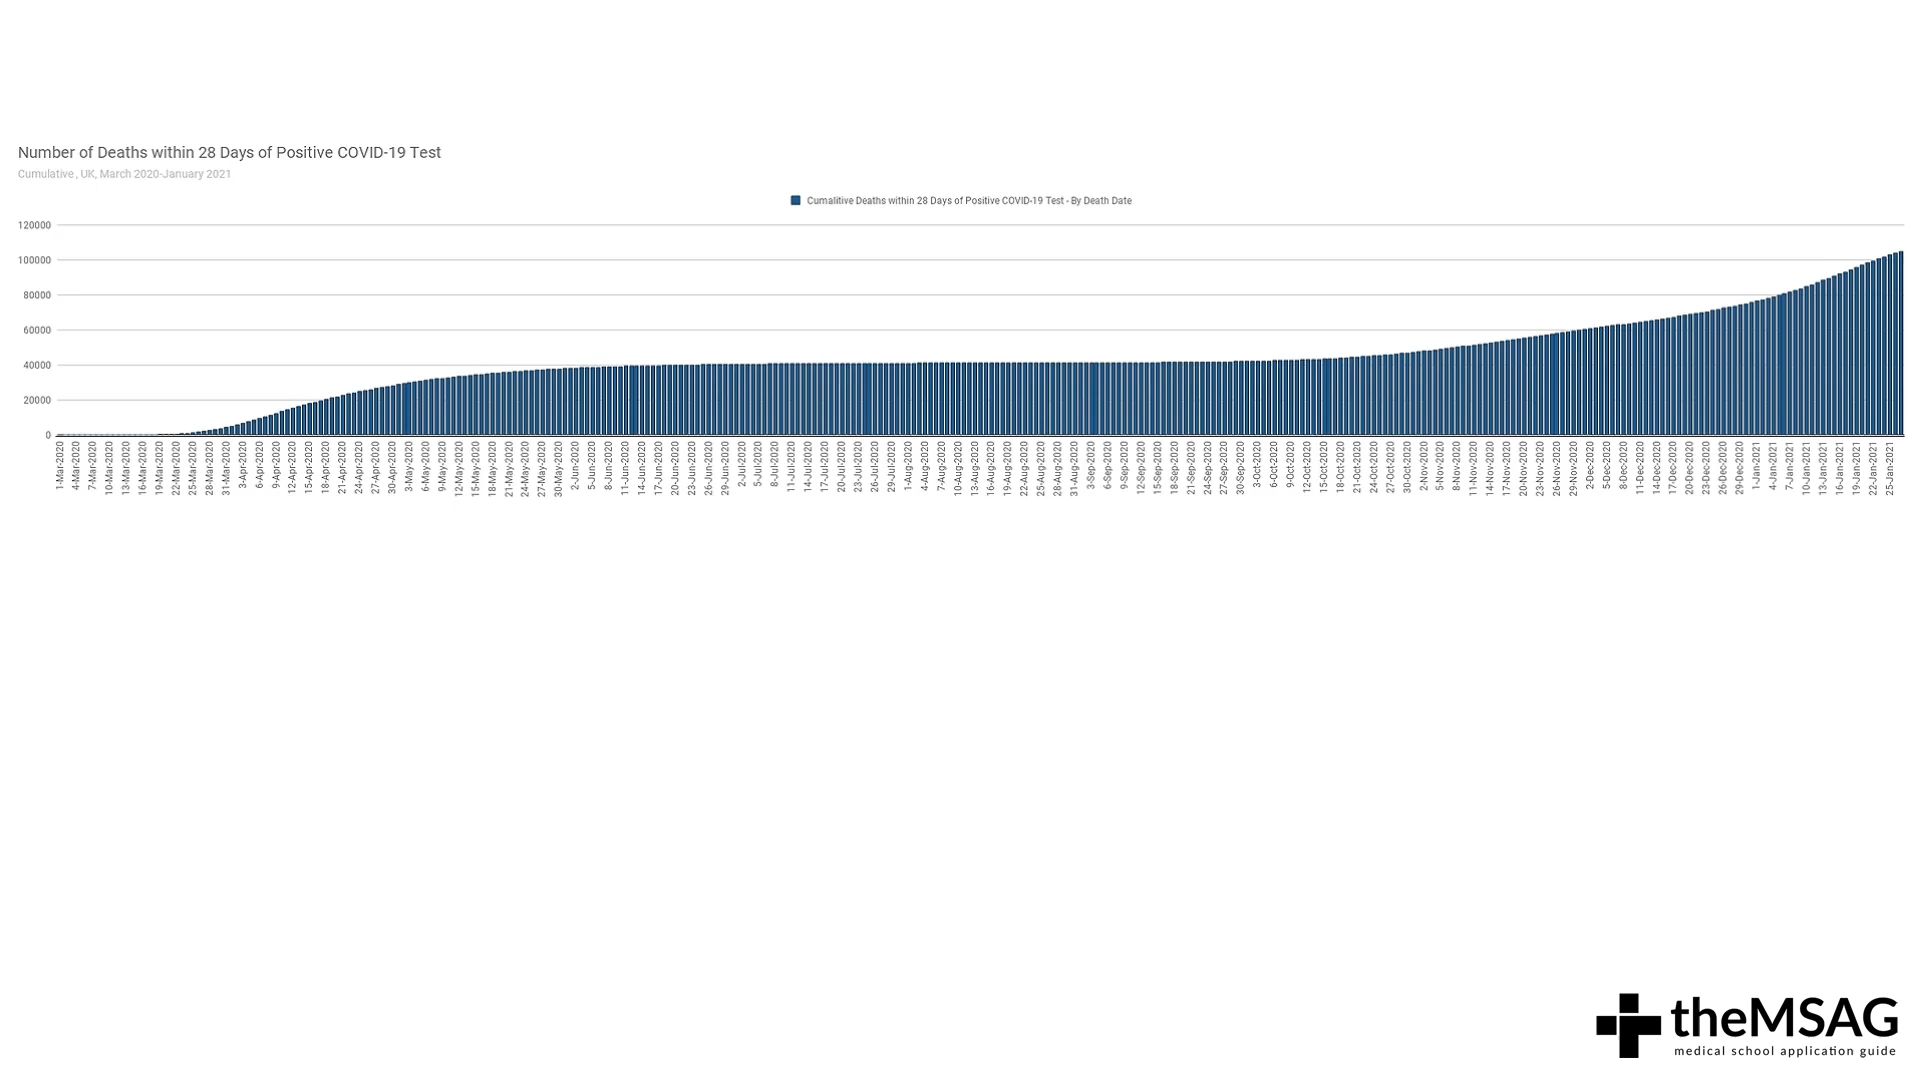 Number of Deaths within 28 Days of Positive COVID-19 Test
Cumulative, UK, March 2020-January 2021
Cumalitive Deaths within 28 Days of Positive COVID-19 Test - By Death Date
120000
100000
80000
60000
40000
20000
0
1-Mar-2020
4-Mar-2020
7-Mar-2020
10-Mar-2020
13-Mar-2020
16-Mar-2020
19-Mar-2020
22-Mar-2020
25-Mar-2020
28-Mar-2020
31-Mar-2020
3-Apr-2020
6-Apr-2020
9-Apr-2020
12-Apr-2020
15-Apr-2020
18-Apr-2020
21-Apr-2020
24-Apr-2020
27-Apr-2020
30-Apr-2020
3-May-2020
6-May-2020
9-May-2020
12-May-2020
15-May-2020
18-May-2020
21-May-2020
24-May-2020
27-May-2020
30-May-2020
2-Jun-2020
5-Jun-2020
8-Jun-2020
11-Jun-2020
14-Jun-2020
17-Jun-2020
20-Jun-2020
23-Jun-2020
26-Jun-2020
29-Jun-2020
2-Jul-2020
5-Jul-2020
8-Jul-2020
11-Jul-2020
14-Jul-2020
17-Jul-2020
20-Jul-2020
23-Jul-2020
26-Jul-2020
29-Jul-2020
1-Aug-2020
4-Aug-2020
7-Aug-2020
10-Aug-2020
13-Aug-2020
16-Aug-2020
19-Aug-2020
22-Aug-2020
25-Aug-2020
28-Aug-2020
31-Aug-2020
3-Sep-2020
6-Sep-2020
9-Sep-2020
12-Sep-2020
15-Sep-2020
18-Sep-2020
21-Sep-2020
24-Sep-2020
27-Sep-2020
30-Sep-2020
3-Oct-2020
6-Oct-2020
9-Oct-2020
12-Oct-2020
15-Oct-2020
18-Oct-2020
21-Oct-2020
24-Oct-2020
27-Oct-2020
30-Oct-2020
2-Nov-2020
5-Nov-2020
8-Nov-2020
11-Nov-2020
14-Nov-2020
17-Nov-2020
20-Nov-2020
23-Nov-2020
26-Nov-2020
29-Nov-2020
2-Dec-2020
5-Dec-2020
8-Dec-2020
11-Dec-2020
14-Dec-2020
17-Dec-2020
20-Dec-2020
23-Dec-2020
26-Dec-2020
29-Dec-2020
1-Jan-2021
4-Jan-2021
7-Jan-2021
10-Jan-2021
13-Jan-2021
16-Jan-2021
19-Jan-2021
22-Jan-2021
25-Jan-2021
theMSAG
medical school application guide